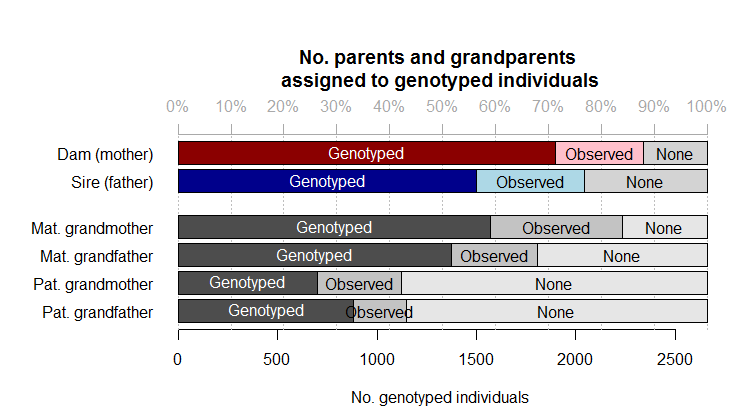 No. parents and grandparents
assigned to genotyped individuals
0% 10% 20% 30% 40% 50% 60% 70% 80% 90% 100%
Dam (mother) Genotyped Observed None
Sire (father) Genotyped Observed None
Mat. grandmother Genotyped Observed None
Mat. grandfather Genotyped Observed None
Pat. grandmother Genotyped Observed None
Pat. grandfather Genotyped Observed None
0 500 1000 1500 2000 2500
No. genotyped individuals